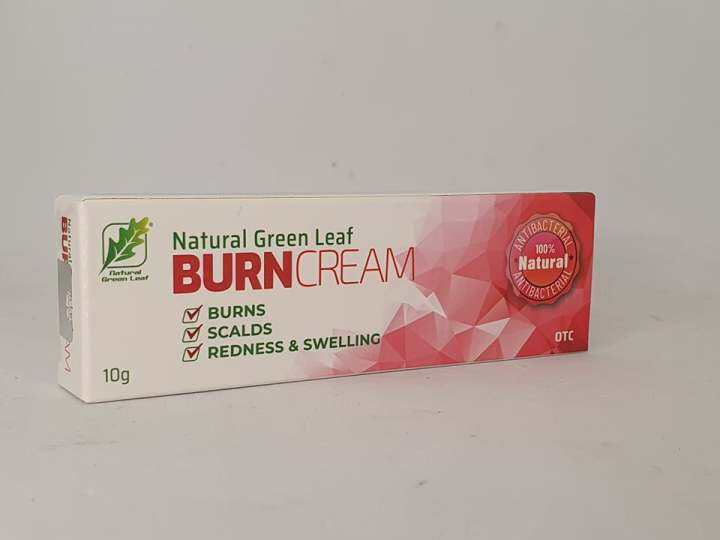 Natural
Green Leaf
Natural Green Leaf
BURNCREAM
BURNS
SCALDS
REDNESS & SWELLING
10g
ANTIBACTERIAL
100%
Natural
ANTIBACTERIAL
OTC